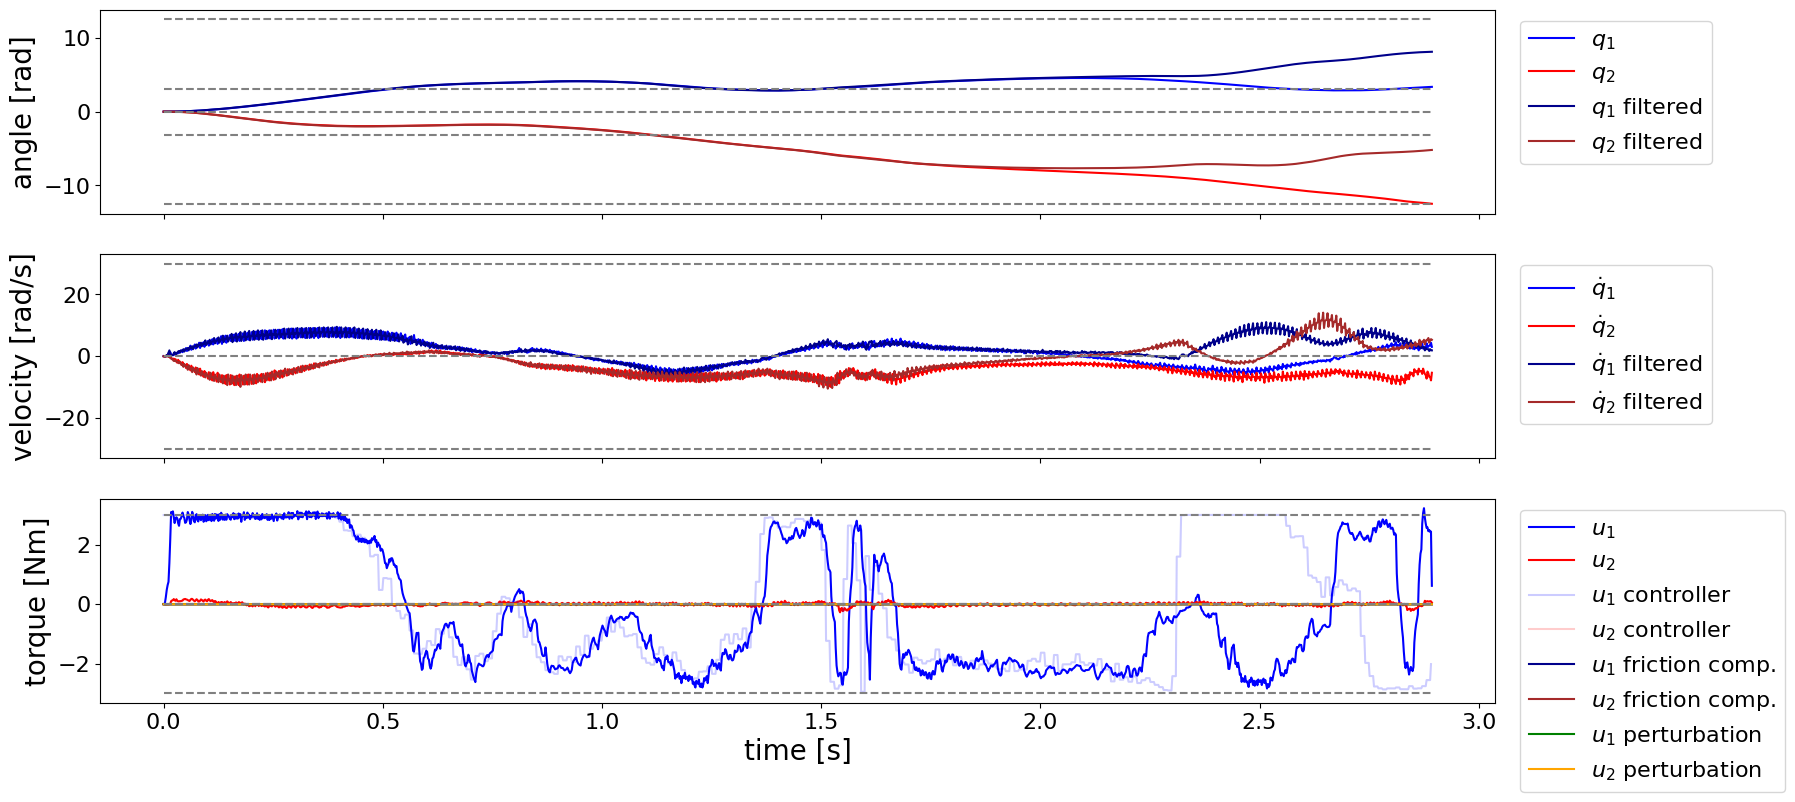 angle [rad]
10
0
−10
q₁
q₂
q₁ filtered
q₂ filtered
velocity [rad/s]
20
0
−20
q̇₁
q̇₂
q̇₁ filtered
q̇₂ filtered
torque [Nm]
2
0
−2
0.0 0.5 1.0 1.5 2.0 2.5 3.0
time [s]
u₁
u₂
u₁ controller
u₂ controller
u₁ friction comp.
u₂ friction comp.
u₁ perturbation
u₂ perturbation